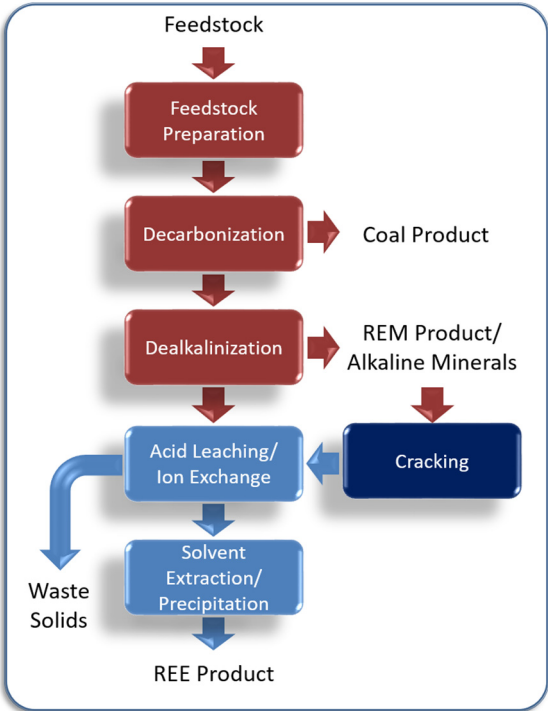 Feedstock
Feedstock
Preparation
Decarbonization
Coal Product
Dealkalinization
REM Product/
Alkaline Minerals
Acid Leaching/
Ion Exchange
Cracking
Solvent
Extraction/
Precipitation
Waste
Solids
REE Product